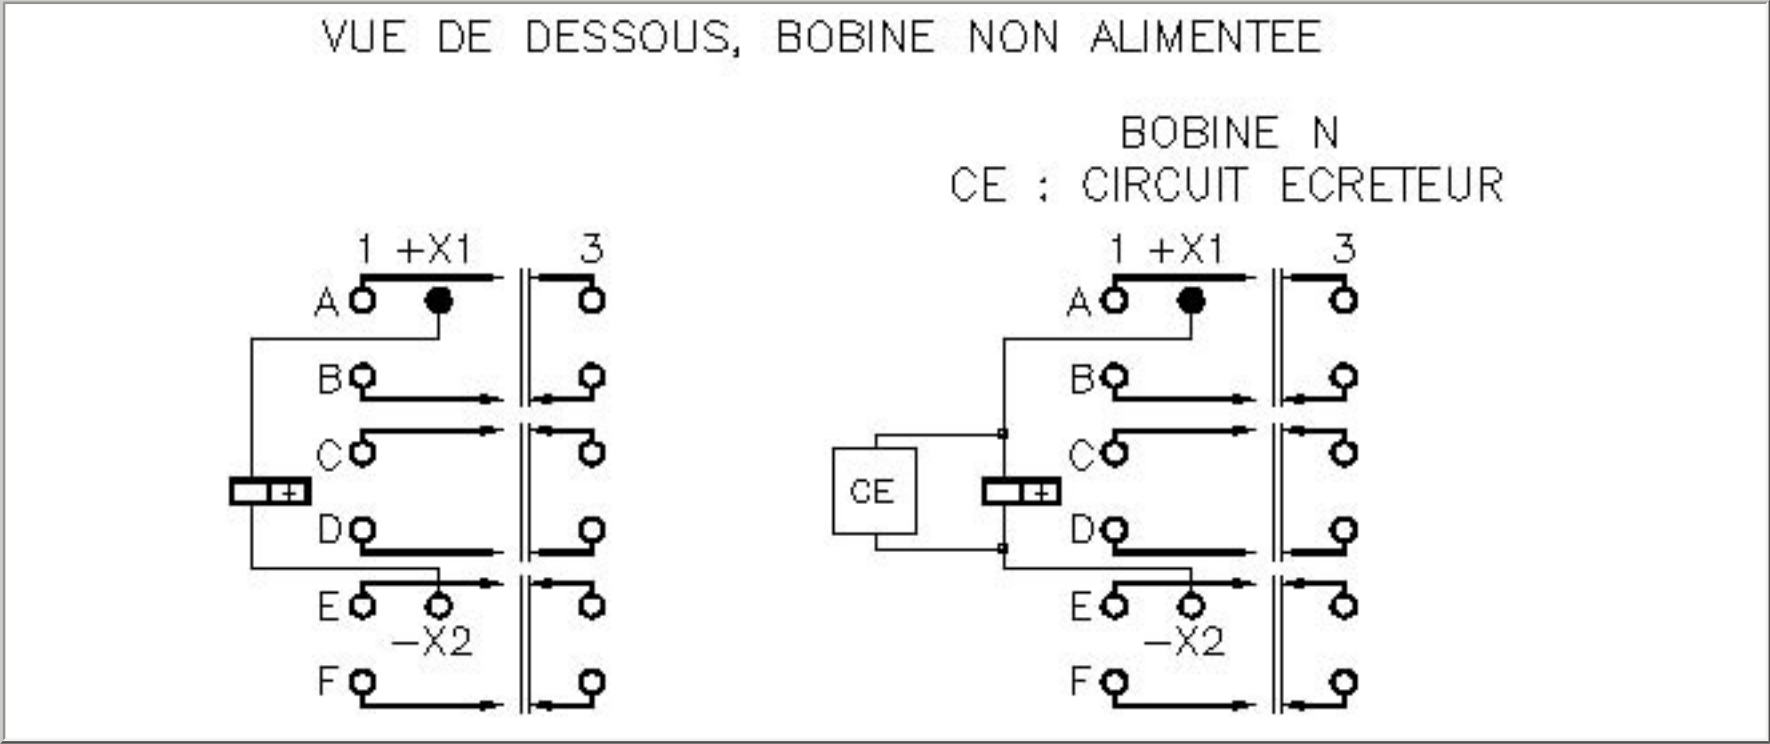 VUE DE DESSOUS, BOBINE NON ALIMENTEE
BOBINE N
CE : CIRCUIT ECRETEUR
1 +X1 3
A
B
C
+
D
E
-X2
F
1 +X1 3
A
B
C
CE
+
D
E
-X2
F